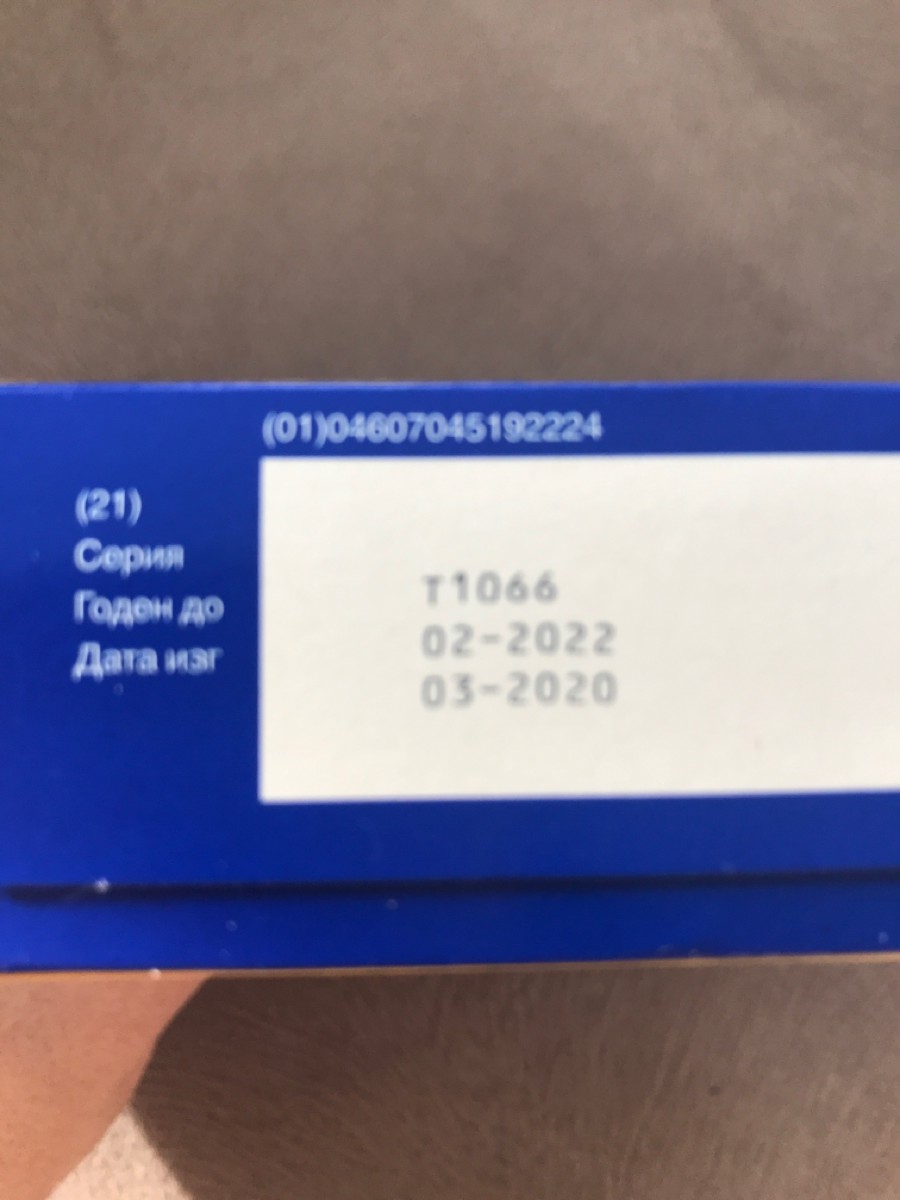 (01)04607045192224
(21)
Серия T1066
Годен до 02-2022
Дата изг 03-2020